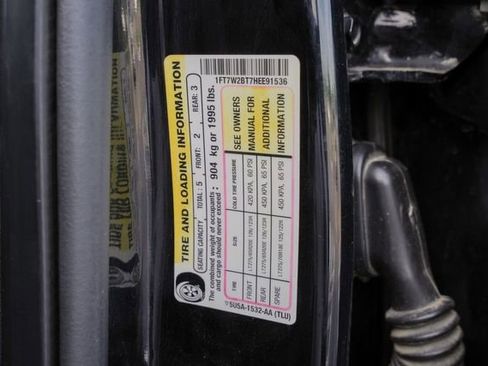 1FT7W2BT7HEE91536
TIRE AND LOADING INFORMATION
SEATING CAPACITY TOTAL: 5 FRONT: 2 REAR: 3
The combined weight of occupants and cargo should never exceed: 904 kg or 1995 lbs.
TIRE SIZE COLD TIRE PRESSURE
FRONT 420 KPA, 60 PSI
REAR 450 KPA, 65 PSI
SPARE 450 KPA, 65 PSI
SEE OWNERS
MANUAL FOR
ADDITIONAL
INFORMATION
5U5A-1532-AA (TLU)